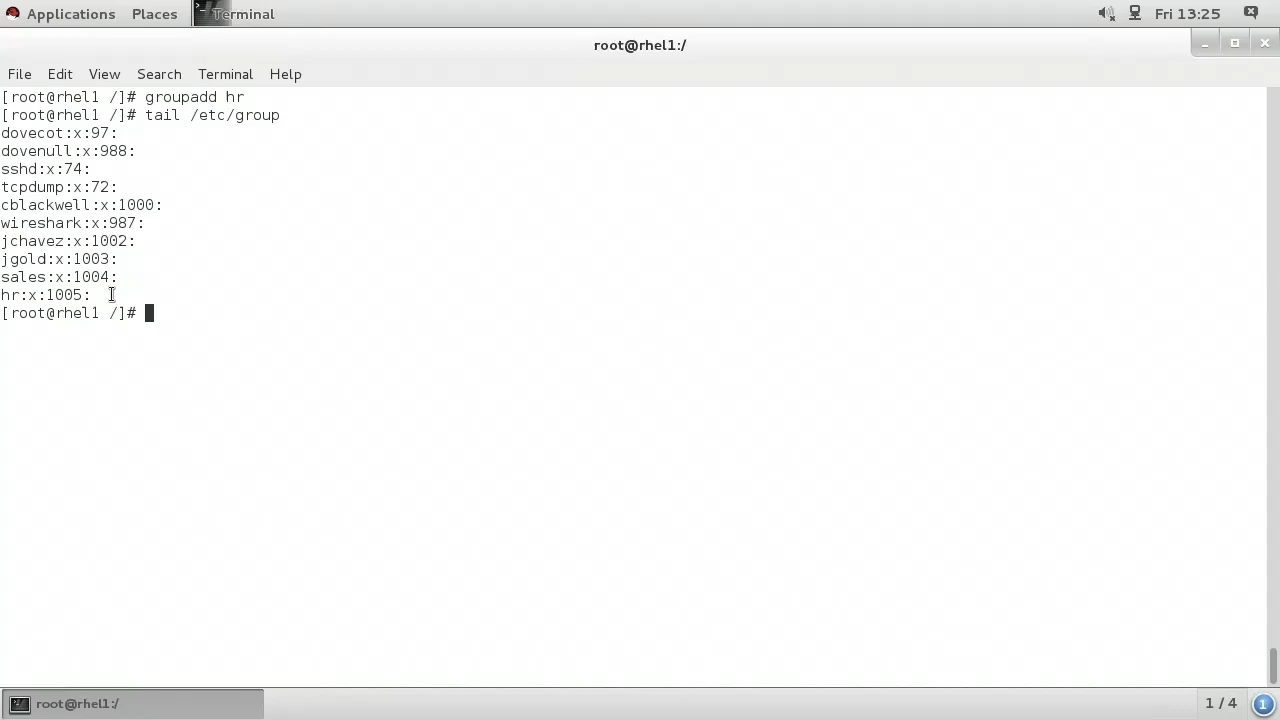 Applications Places Terminal Fri 13:25
root@rhel1:/
File Edit View Search Terminal Help
[root@rhel1 /]# groupadd hr
[root@rhel1 /]# tail /etc/group
dovecot:x:97:
dovenull:x:988:
sshd:x:74:
tcpdump:x:72:
cblackwell:x:1000:
wireshark:x:987:
jchavez:x:1002:
jgold:x:1003:
sales:x:1004:
hr:x:1005:
[root@rhel1 /]#
root@rhel1:/ 1 / 4 1